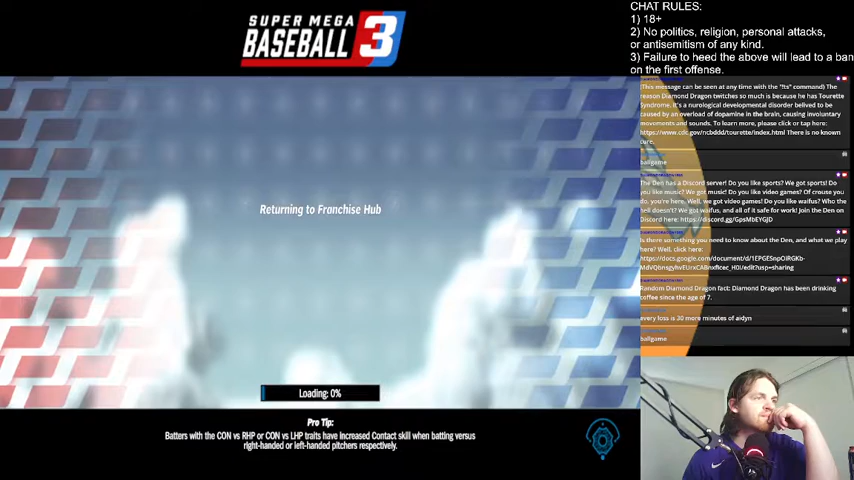 SUPER MEGA
BASEBALL 3
Returning to Franchise Hub
Loading: 0%
Pro Tip:
Batters with the CON vs RHP or CON vs LHP traits have increased Contact skill when batting versus
right-handed or left-handed pitchers respectively.
CHAT RULES:
1) 18+
2) No politics, religion, personal attacks,
or antisemitism of any kind.
3) Failure to heed the above will lead to a ban
on the first offense.
(This message can be seen at any time with the "!ts" command) The
reason Diamond Dragon twitches so much is because he has Tourette
Syndrome. It's a nurological developmental disorder belived to be
caused by an overload of dopamine in the brain, causing involuntary
movements and sounds. To learn more, please click or tap here:
https://www.cdc.gov/ncbddd/tourette/index.html There is no known
cure.
ballgame
The Den has a Discord server! Do you like sports? We got sports! Do
you like music? We got music! Do you like video games? Of crouse you
do, you're here. Well, we got video games! Do you like waifus? Who the
hell doesn't? We got waifus, and all of it safe for work! Join the Den on
Discord here: https://discord.gg/GpsMbEYGJD
Is there something you need to know about the Den, and what we play
here? Well, click here:
Random Diamond Dragon fact: Diamond Dragon has been drinking
coffee since the age of 7.
every loss is 30 more minutes of aidyn
ballgame